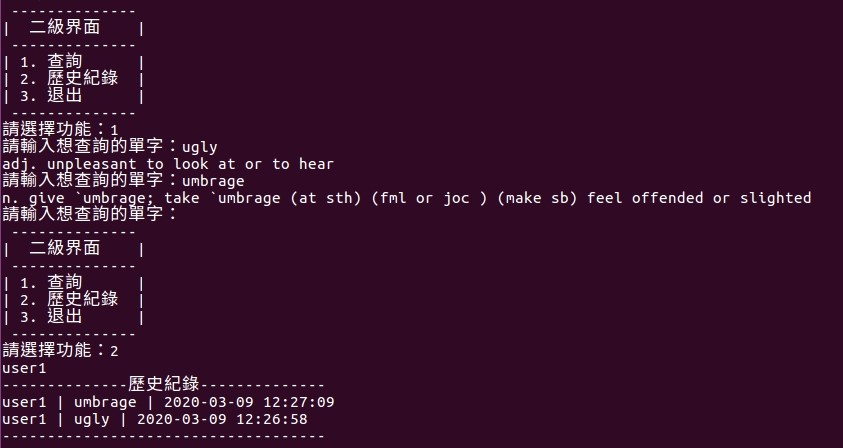 --------------
|  二級界面    |
 --------------
| 1. 查詢      |
| 2. 歷史紀錄  |
| 3. 退出      |
 --------------
請選擇功能：1
請輸入想查詢的單字：ugly
adj. unpleasant to look at or to hear
請輸入想查詢的單字：umbrage
n. give `umbrage; take `umbrage (at sth) (fml or joc ) (make sb) feel offended or slighted
請輸入想查詢的單字：
 --------------
|  二級界面    |
 --------------
| 1. 查詢      |
| 2. 歷史紀錄  |
| 3. 退出      |
 --------------
請選擇功能：2
user1
--------------歷史紀錄--------------
user1 | umbrage | 2020-03-09 12:27:09
user1 | ugly | 2020-03-09 12:26:58
------------------------------------